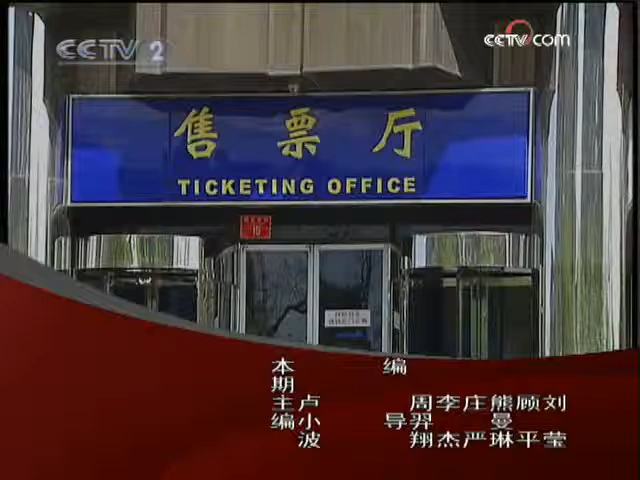 CCTV 2
CCTV.COM
售票厅
TICKETING OFFICE
本期主编
卢小波
编导
周羿翔
李杰
庄严
熊曼琳
顾平
刘莹